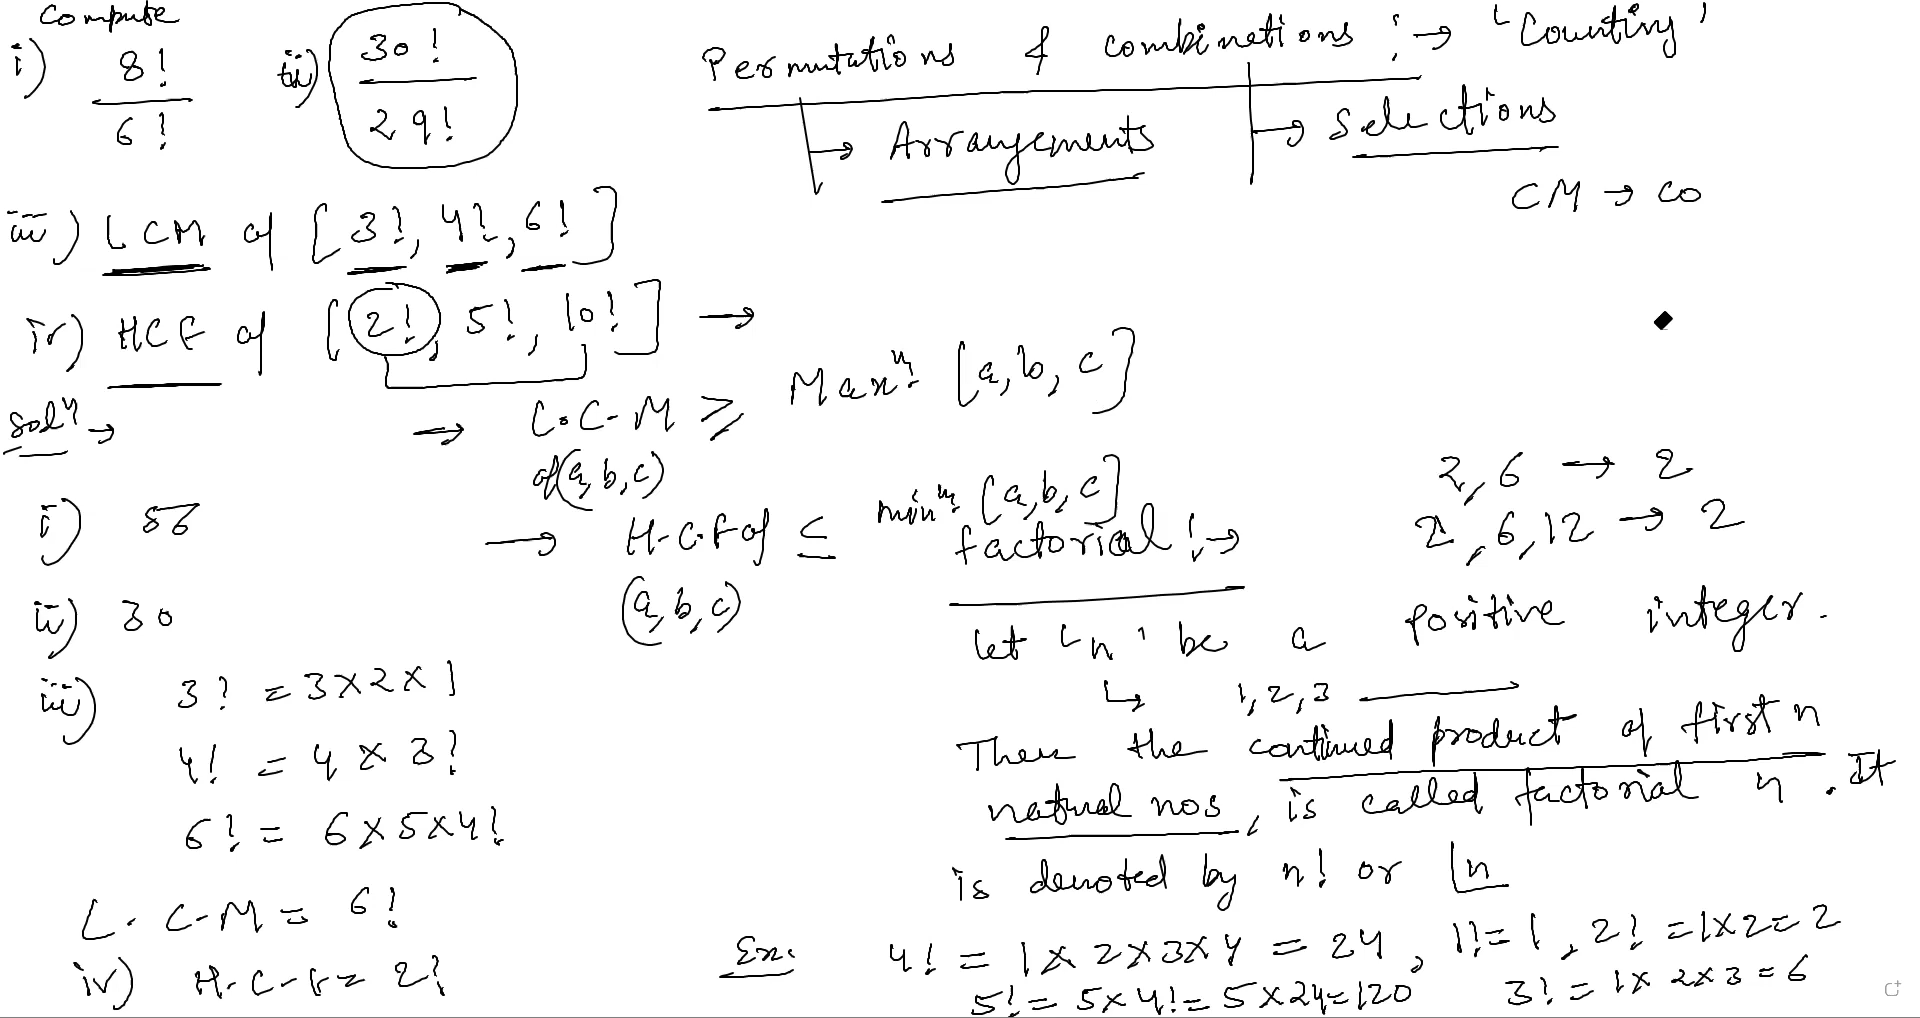 Compute
i) 8! / 6!
ii) 30! / 29!
iii) LCM of [3!, 4!, 6!]
iv) HCF of [2!, 5!, 10!] →
Solⁿ →
i) 56
ii) 30
iii) 3! = 3×2×1
4! = 4×3!
6! = 6×5×4!
L.C.M = 6!
iv) H.C.F = 2!
Permutations & combinations :→ 'Counting'
→ Arrangements
→ Selections
CM → CO
→ L.C.M of (a, b, c) ≥ Maxᵐ [a, b, c]
→ H.C.F of (a, b, c) ≤ minᵐ [a, b, c]
2, 6 → 2
2, 6, 12 → 2
factorial :→
let 'n' be a positive integer.
↳ 1, 2, 3 ——
Then the continued product of first n
natural nos, is called factorial n. It
is denoted by n! or |n
Ex: 4! = 1×2×3×4 = 24, 1! = 1, 2! = 1×2 = 2
5! = 5×4! = 5×24 = 120 3! = 1×2×3 = 6